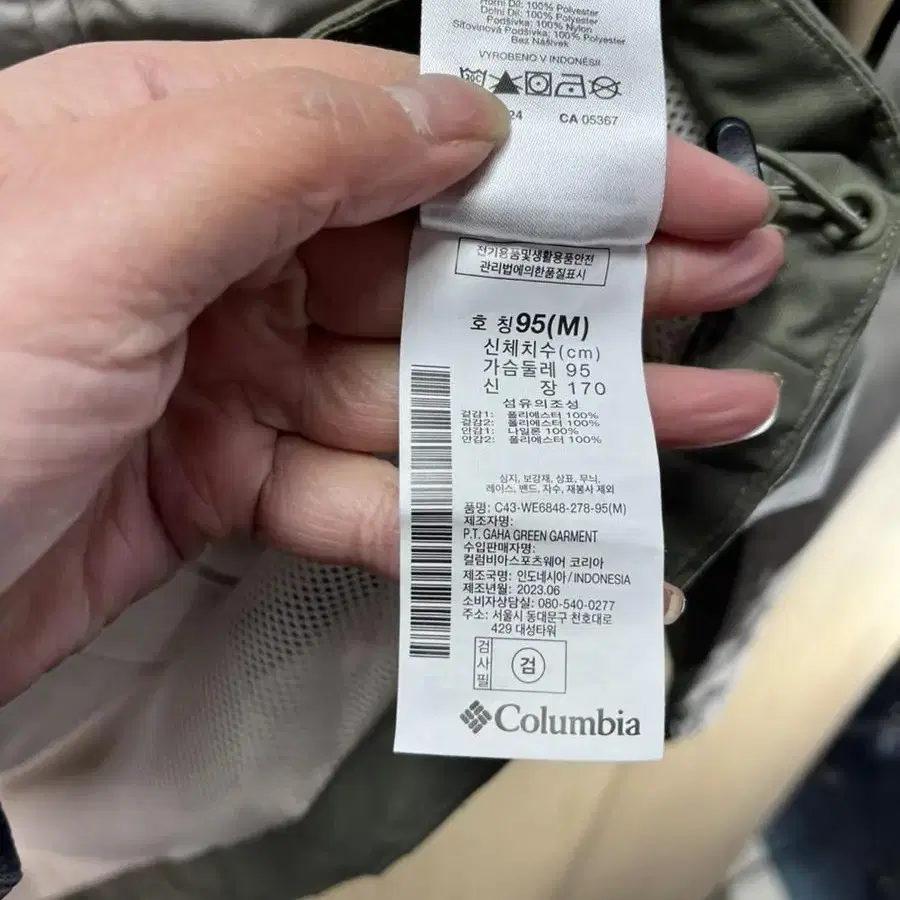 Horní Díl: 100% Polyester
Dolní Díl: 100% Polyester
Podšívka: 100% Nylon
Síťovinová Podšívka: 100% Polyester
Bez Nášivek
VYROBENO V INDONÉSII
24 CA 05367
전기용품및생활용품안전
관리법에의한품질표시
호 칭 95(M)
신체치수(cm)
가슴둘레 95
신 장 170
섬유의조성
겉감1: 폴리에스터 100%
겉감2: 폴리에스터 100%
안감1: 나일론 100%
안감2: 폴리에스터 100%
심지, 보강재, 상표, 무늬,
레이스, 밴드, 자수, 재봉사 제외
품명: C43-WE6848-278-95(M)
제조자명:
P.T. GAHA GREEN GARMENT
수입판매자명:
컬럼비아스포츠웨어 코리아
제조국명: 인도네시아/INDONESIA
제조년월: 2023.06
소비자상담실: 080-540-0277
주소: 서울시 동대문구 천호대로
429 대성타워
검사필 검
Columbia